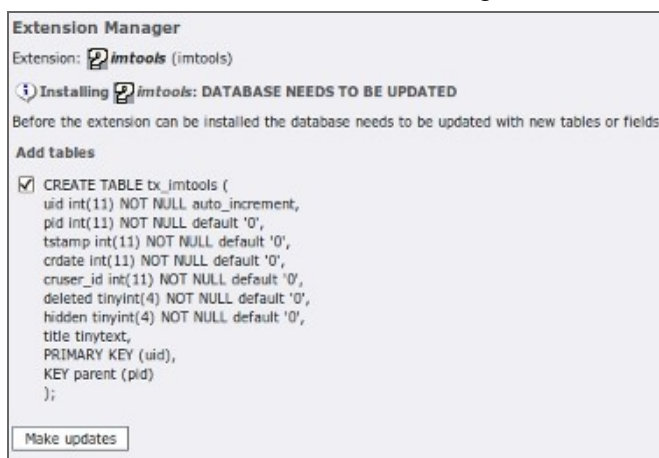 Extension Manager
Extension: imtools (imtools)
Installing imtools: DATABASE NEEDS TO BE UPDATED
Before the extension can be installed the database needs to be updated with new tables or fields
Add tables
CREATE TABLE tx_imtools (
uid int(11) NOT NULL auto_increment,
pid int(11) NOT NULL default '0',
tstamp int(11) NOT NULL default '0',
crdate int(11) NOT NULL default '0',
cruser_id int(11) NOT NULL default '0',
deleted tinyint(4) NOT NULL default '0',
hidden tinyint(4) NOT NULL default '0',
title tinytext,
PRIMARY KEY (uid),
KEY parent (pid)
);
Make updates